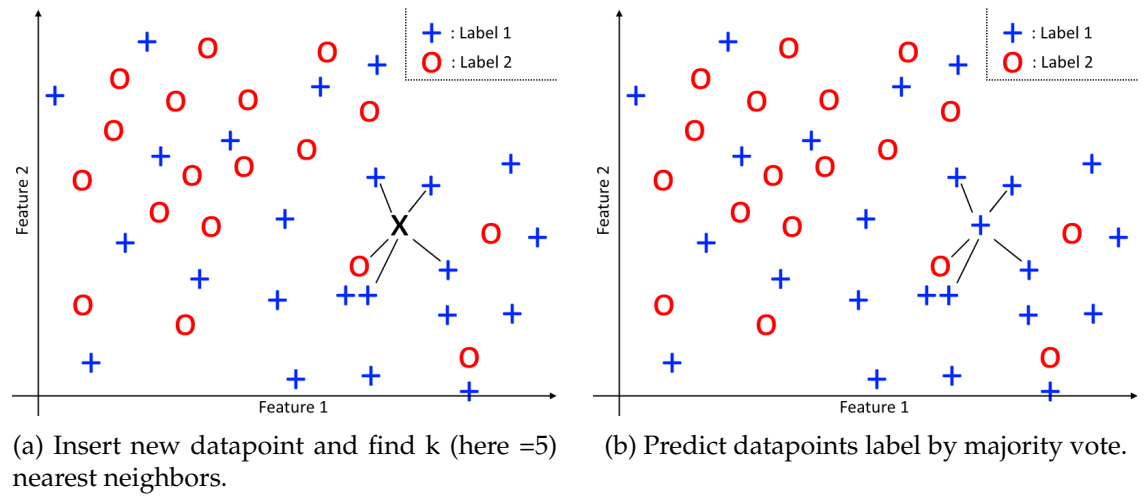 + : Label 1
O : Label 2
Feature 2
X
Feature 1
(a) Insert new datapoint and find k (here =5)
nearest neighbors.
+ : Label 1
O : Label 2
Feature 2
Feature 1
(b) Predict datapoints label by majority vote.